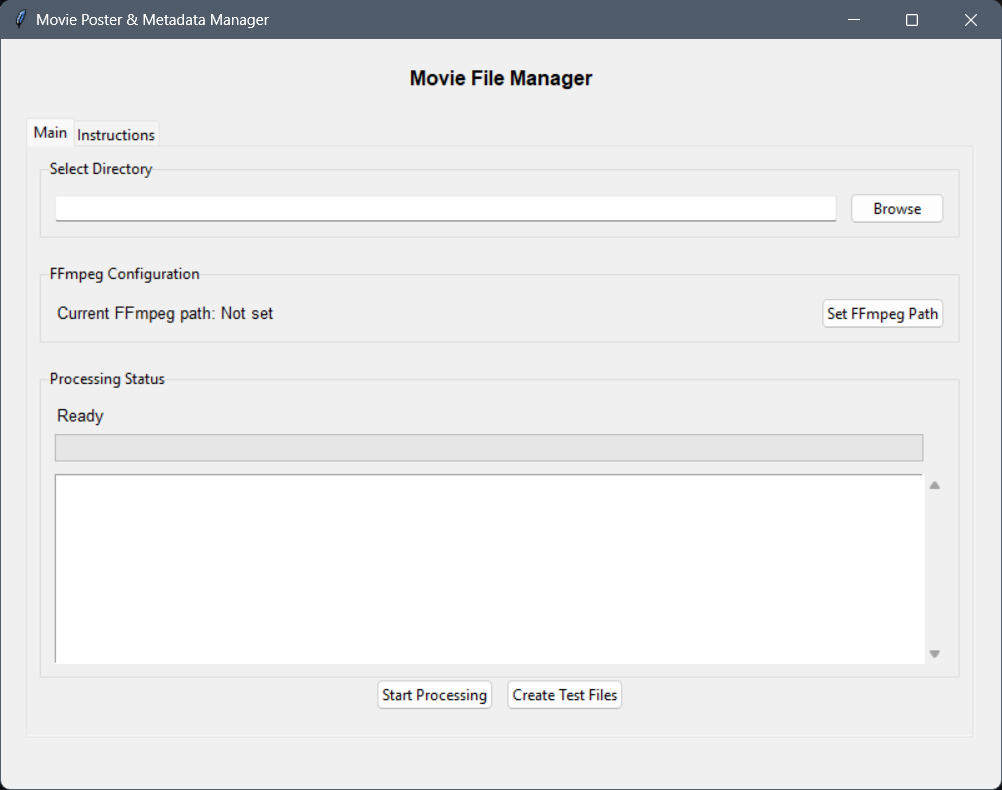 Movie Poster & Metadata Manager
Movie File Manager
Main Instructions
Select Directory
Browse
FFmpeg Configuration
Current FFmpeg path: Not set Set FFmpeg Path
Processing Status
Ready
Start Processing Create Test Files